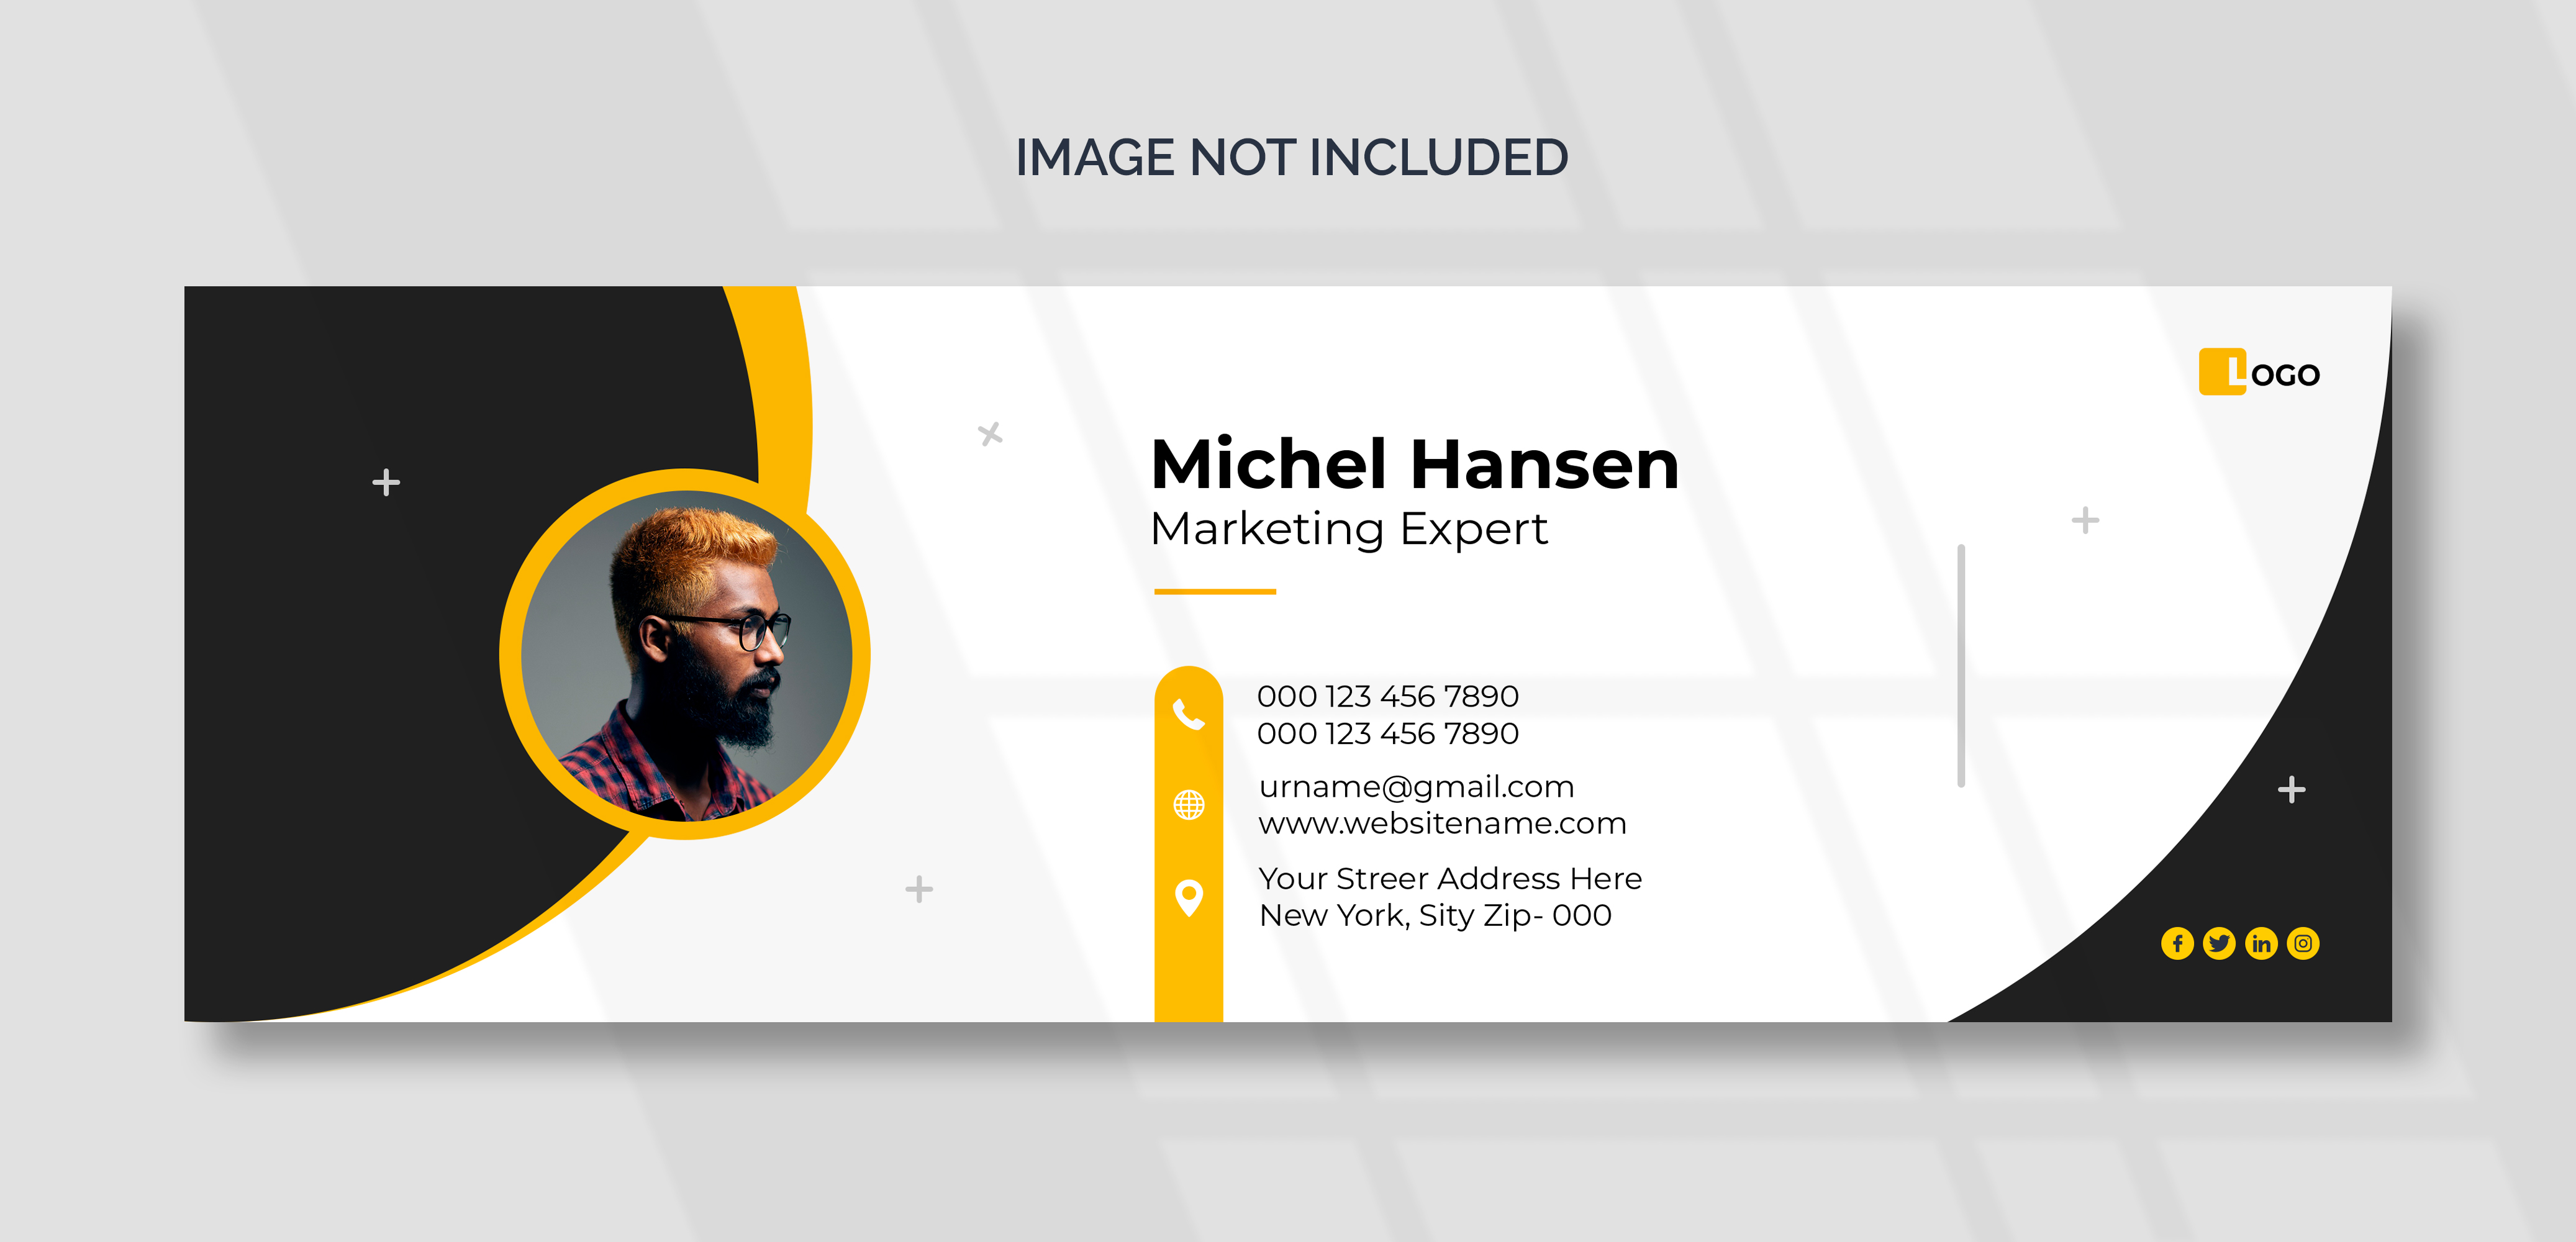 IMAGE NOT INCLUDED
LOGO
Michel Hansen
Marketing Expert
000 123 456 7890
000 123 456 7890
urname@gmail.com
www.websitename.com
Your Streer Address Here
New York, Sity Zip- 000
f in